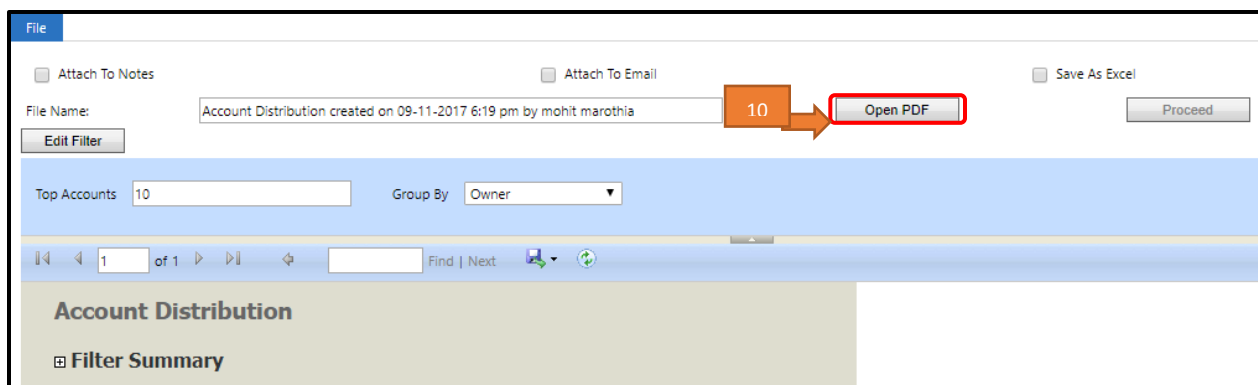 File
Attach To Notes Attach To Email Save As Excel
File Name: Account Distribution created on 09-11-2017 6:19 pm by mohit marothia 10 Open PDF Proceed
Edit Filter
Top Accounts 10 Group By Owner
1 of 1 Find | Next
Account Distribution
Filter Summary